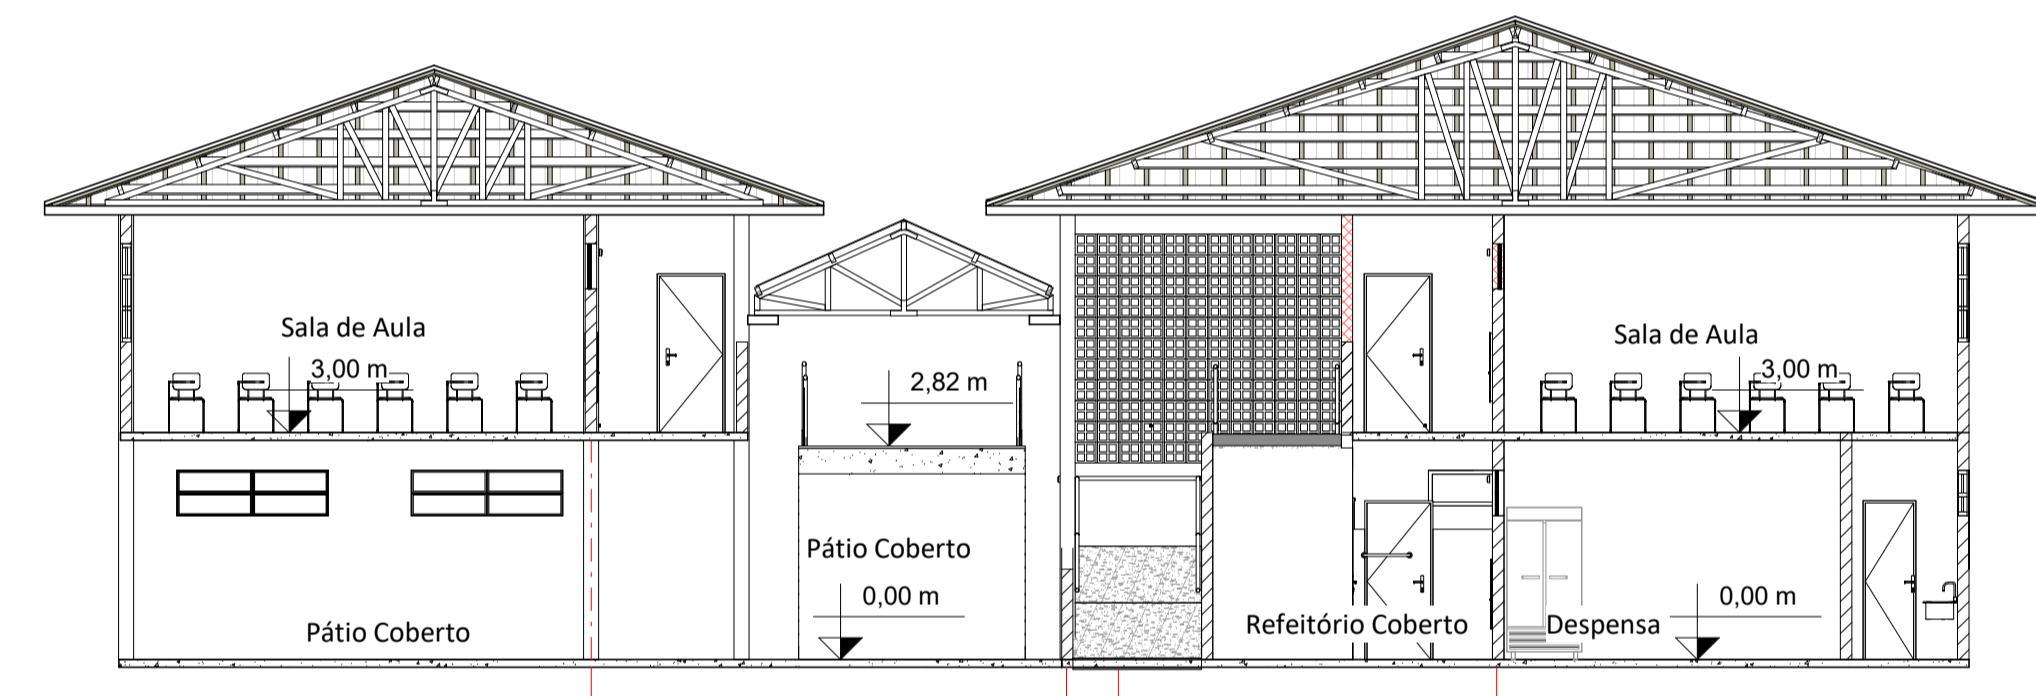 Sala de Aula
3,00 m
2,82 m
Sala de Aula
3,00 m
Pátio Coberto
0,00 m
Pátio Coberto
Refeitório Coberto
Despensa
0,00 m